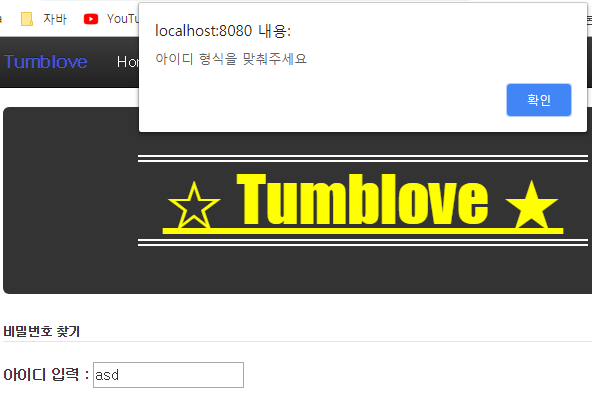 자바 YouTu
localhost:8080 내용:
아이디 형식을 맞춰주세요
확인
Tumblove Hon
☆ Tumblove ★
비밀번호 찾기
아이디 입력 : asd